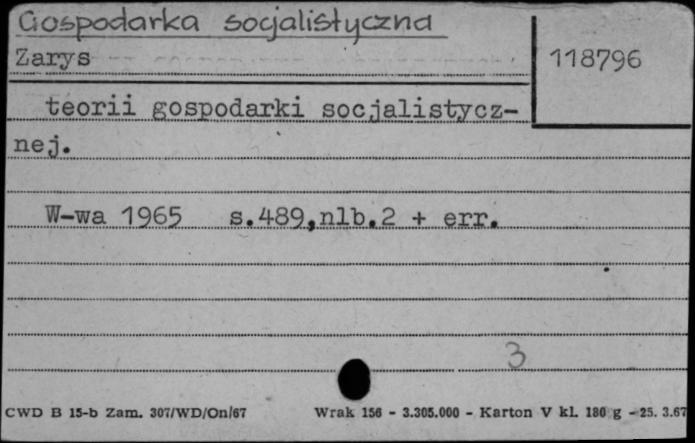 Gospodarka socjalistyczna
Zarys
118796
teorii gospodarki socjalistycz-
nej.
W-wa 1965 s.489,nlb.2 + err.
3
CWD B 15-b Zam. 307/WD/On/67 Wrak 156 - 3.305.000 - Karton V kl. 180 g - 25. 3.67